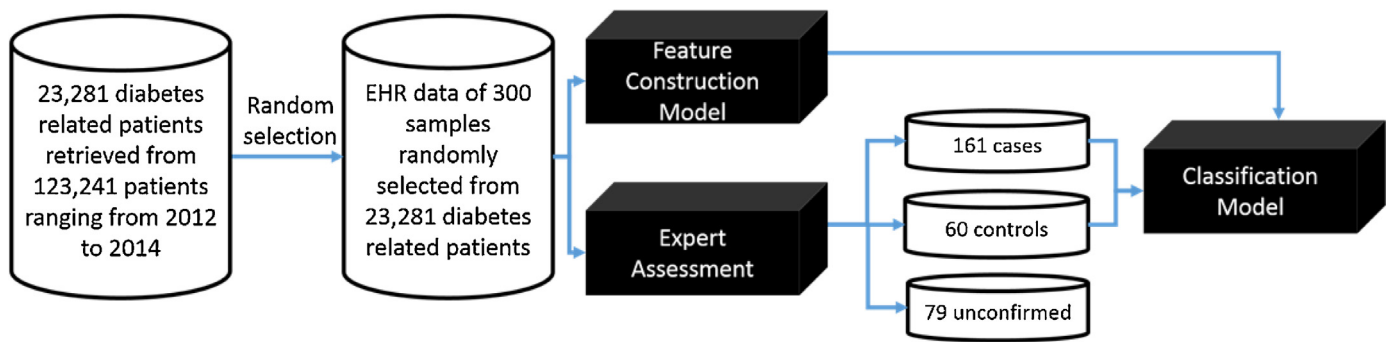 23,281 diabetes
related patients
retrieved from
123,241 patients
ranging from 2012
to 2014
Random
selection
EHR data of 300
samples
randomly
selected from
23,281 diabetes
related patients
Feature
Construction
Model
Expert
Assessment
161 cases
60 controls
79 unconfirmed
Classification
Model